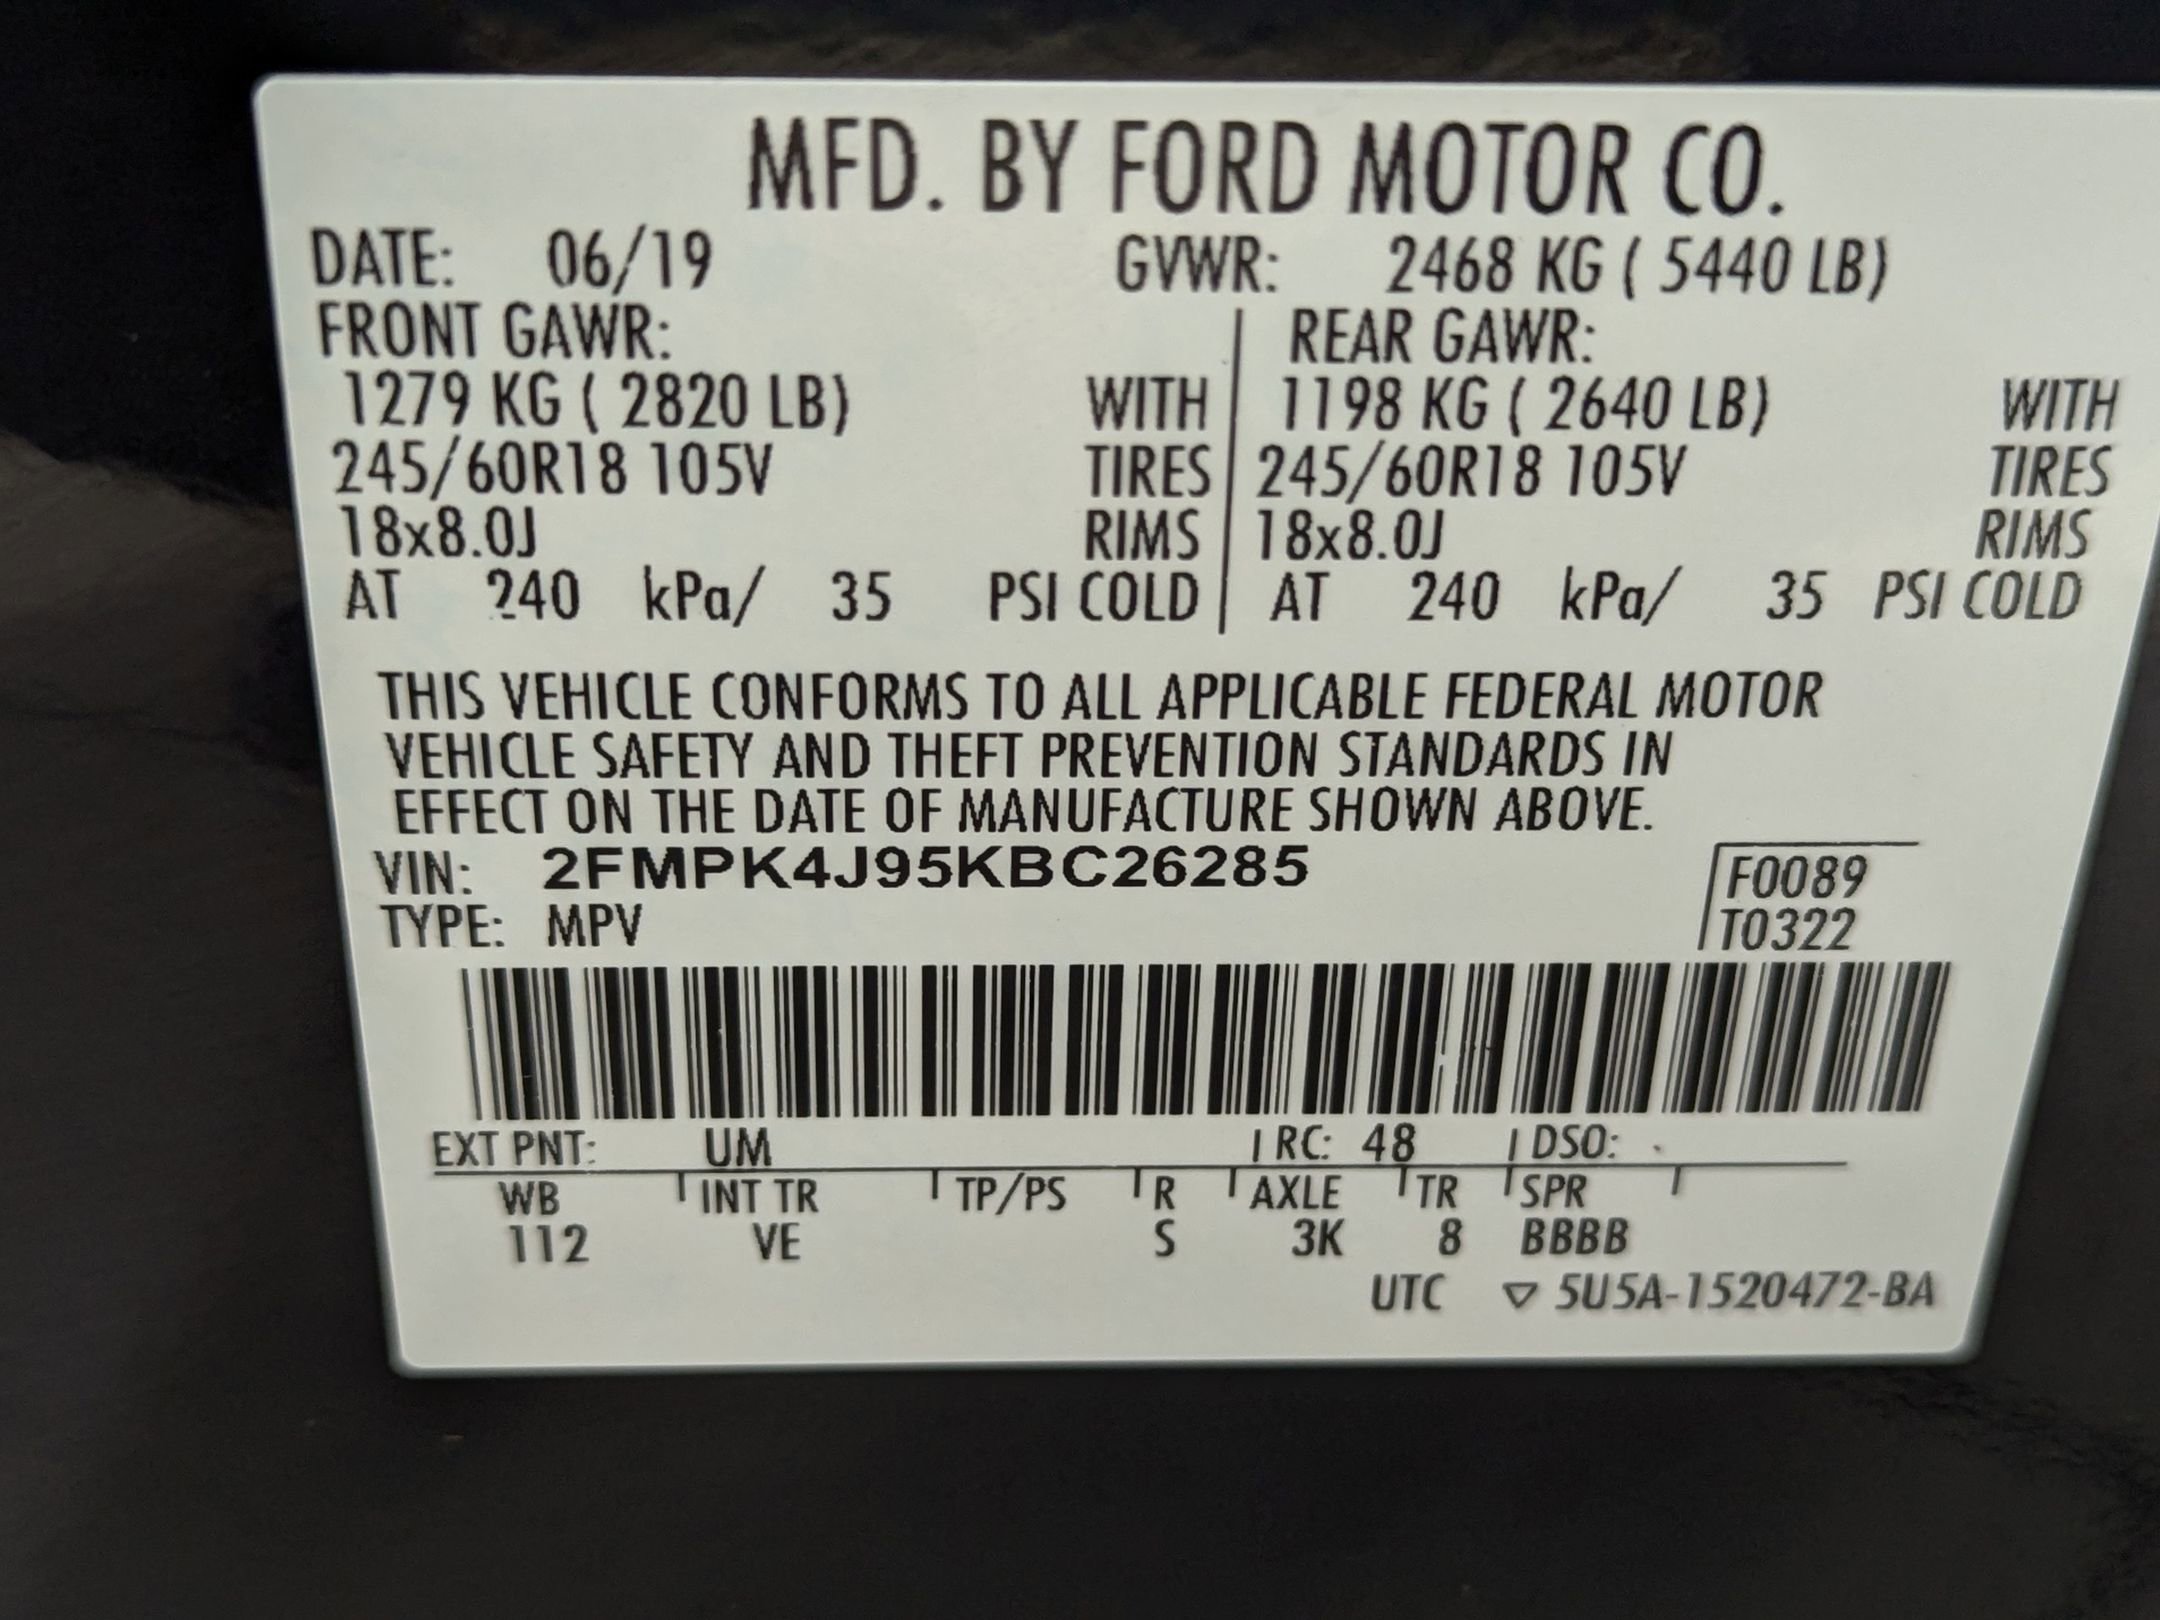 MFD. BY FORD MOTOR CO.
DATE: 06/19 GVWR: 2468 KG ( 5440 LB)
FRONT GAWR: REAR GAWR:
1279 KG ( 2820 LB) WITH 1198 KG ( 2640 LB) WITH
245/60R18 105V TIRES 245/60R18 105V TIRES
18x8.0J RIMS 18x8.0J RIMS
AT 240 kPa/ 35 PSI COLD AT 240 kPa/ 35 PSI COLD
THIS VEHICLE CONFORMS TO ALL APPLICABLE FEDERAL MOTOR
VEHICLE SAFETY AND THEFT PREVENTION STANDARDS IN
EFFECT ON THE DATE OF MANUFACTURE SHOWN ABOVE.
VIN: 2FMPK4J95KBC26285 F0089
TYPE: MPV T0322
EXT PNT: UM RC: 48 DSO:
WB INT TR TP/PS R AXLE TR SPR
112 VE S 3K 8 BBBB
UTC ▽ 5U5A-1520472-BA